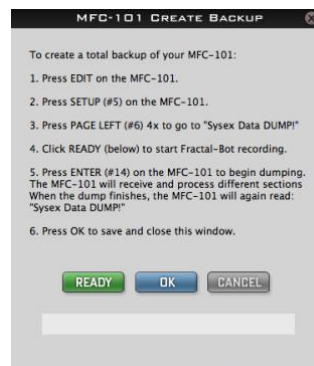 MFC-101 CREATE BACKUP
To create a total backup of your MFC-101:
1. Press EDIT on the MFC-101.
2. Press SETUP (#5) on the MFC-101.
3. Press PAGE LEFT (#6) 4x to go to "Sysex Data DUMP!"
4. Click READY (below) to start Fractal-Bot recording.
5. Press ENTER (#14) on the MFC-101 to begin dumping.
The MFC-101 will receive and process different sections
When the dump finishes, the MFC-101 will again read:
"Sysex Data DUMP!"
6. Press OK to save and close this window.
READY OK CANCEL